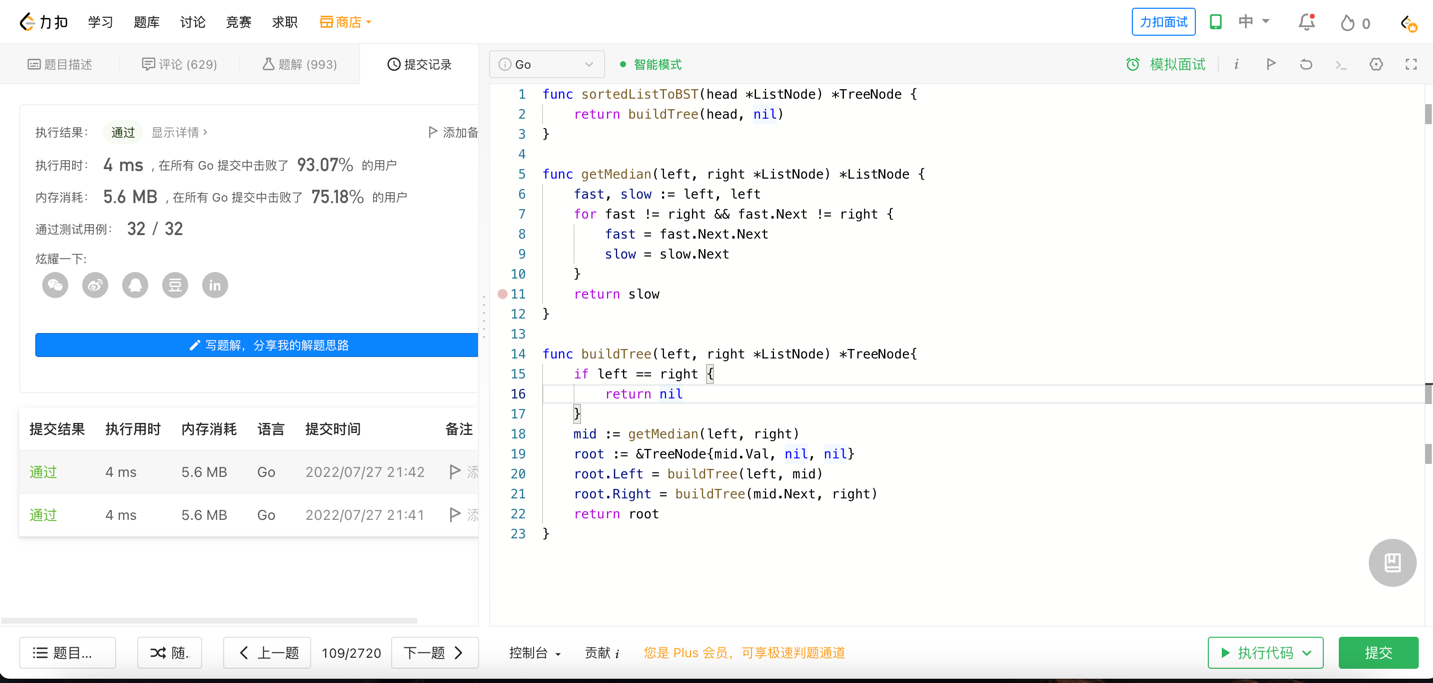 力扣 学习 题库 讨论 竞赛 求职 商店 力扣面试 中 0
题目描述 评论 (629) 题解 (993) 提交记录 Go 智能模式 模拟面试
执行结果： 通过 显示详情 > 添加备
执行用时： 4 ms , 在所有 Go 提交中击败了 93.07% 的用户
内存消耗： 5.6 MB , 在所有 Go 提交中击败了 75.18% 的用户
通过测试用例： 32 / 32
炫耀一下:
写题解，分享我的解题思路
提交结果 执行用时 内存消耗 语言 提交时间 备注
通过 4 ms 5.6 MB Go 2022/07/27 21:42 添
通过 4 ms 5.6 MB Go 2022/07/27 21:41 添
1 func sortedListToBST(head *ListNode) *TreeNode {
2 return buildTree(head, nil)
3 }
4
5 func getMedian(left, right *ListNode) *ListNode {
6 fast, slow := left, left
7 for fast != right && fast.Next != right {
8 fast = fast.Next.Next
9 slow = slow.Next
10 }
11 return slow
12 }
13
14 func buildTree(left, right *ListNode) *TreeNode{
15 if left == right {
16 return nil
17 }
18 mid := getMedian(left, right)
19 root := &TreeNode{mid.Val, nil, nil}
20 root.Left = buildTree(left, mid)
21 root.Right = buildTree(mid.Next, right)
22 return root
23 }
题目... 随. 上一题 109/2720 下一题 控制台 贡献 i 您是 Plus 会员，可享极速判题通道 执行代码 提交